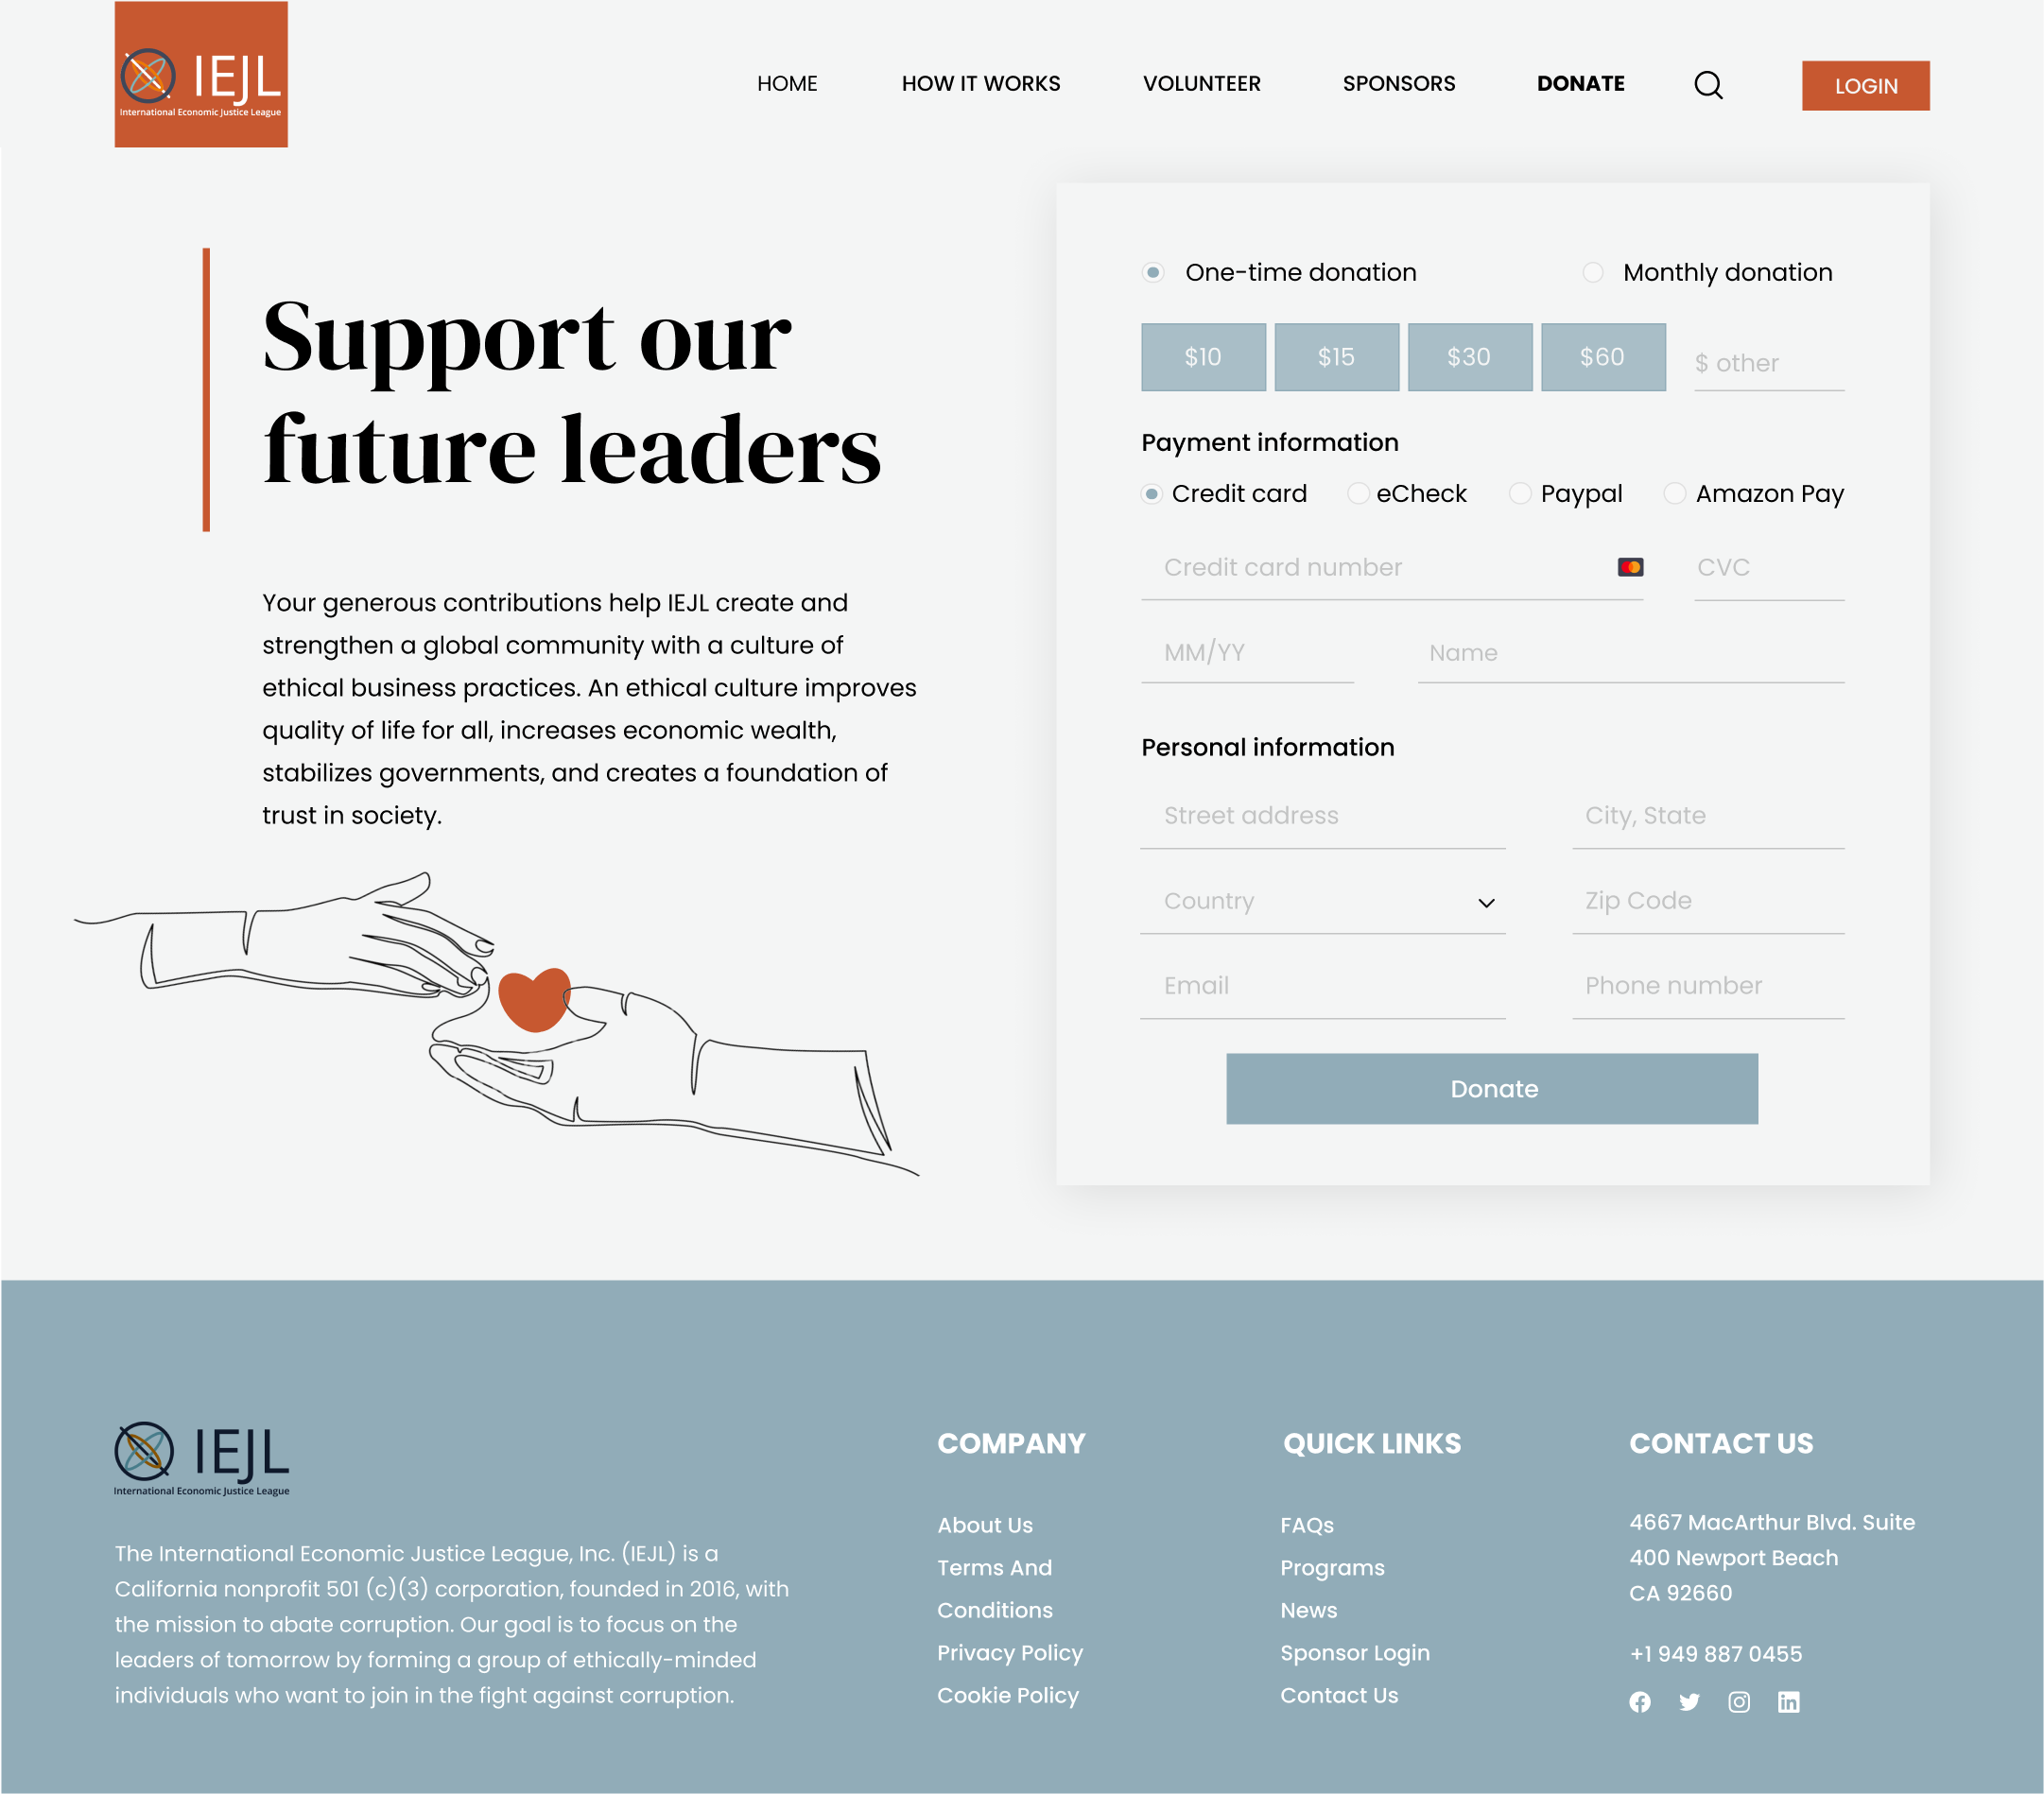 IEJL
International Economic Justice League
HOME HOW IT WORKS VOLUNTEER SPONSORS DONATE LOGIN
Support our
future leaders
Your generous contributions help IEJL create and
strengthen a global community with a culture of
ethical business practices. An ethical culture improves
quality of life for all, increases economic wealth,
stabilizes governments, and creates a foundation of
trust in society.
One-time donation Monthly donation
$10 $15 $30 $60 $ other
Payment information
Credit card eCheck Paypal Amazon Pay
Credit card number CVC
MM/YY Name
Personal information
Street address City, State
Country Zip Code
Email Phone number
Donate
IEJL
International Economic Justice League
The International Economic Justice League, Inc. (IEJL) is a
California nonprofit 501 (c)(3) corporation, founded in 2016, with
the mission to abate corruption. Our goal is to focus on the
leaders of tomorrow by forming a group of ethically-minded
individuals who want to join in the fight against corruption.
COMPANY
About Us
Terms And
Conditions
Privacy Policy
Cookie Policy
QUICK LINKS
FAQs
Programs
News
Sponsor Login
Contact Us
CONTACT US
4667 MacArthur Blvd. Suite
400 Newport Beach
CA 92660
+1 949 887 0455